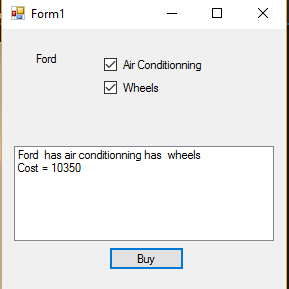 Form1
Ford
Air Conditionning
Wheels
Ford  has air conditionning has  wheels
Cost = 10350
Buy